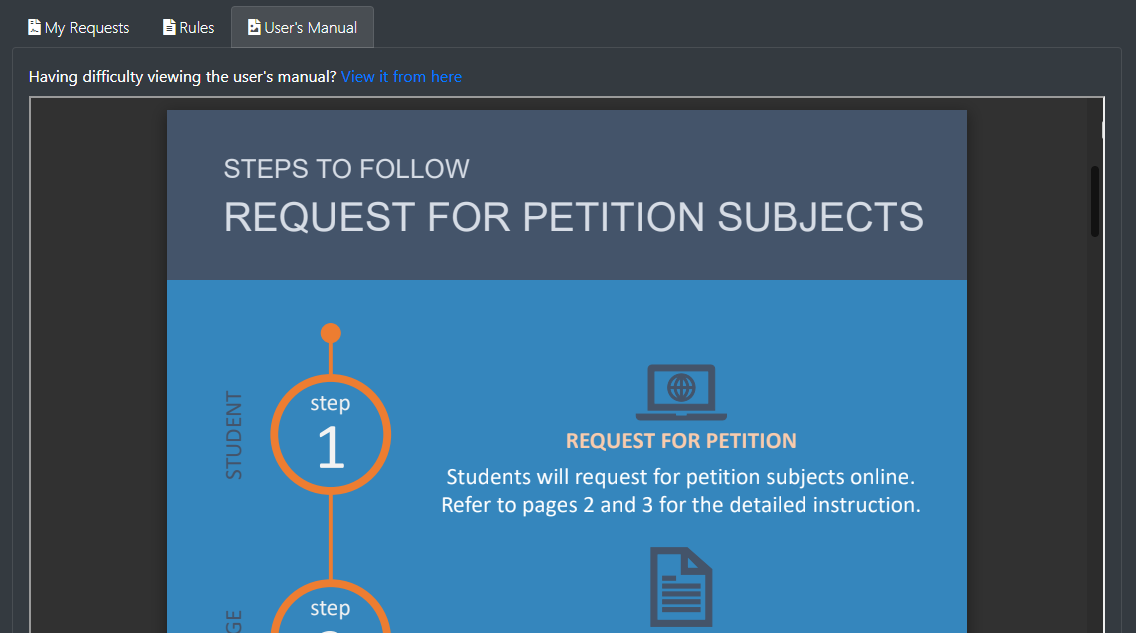 My Requests
Rules
User's Manual
Having difficulty viewing the user's manual? View it from here
STEPS TO FOLLOW
REQUEST FOR PETITION SUBJECTS
STUDENT
step
1
REQUEST FOR PETITION
Students will request for petition subjects online.
Refer to pages 2 and 3 for the detailed instruction.
step